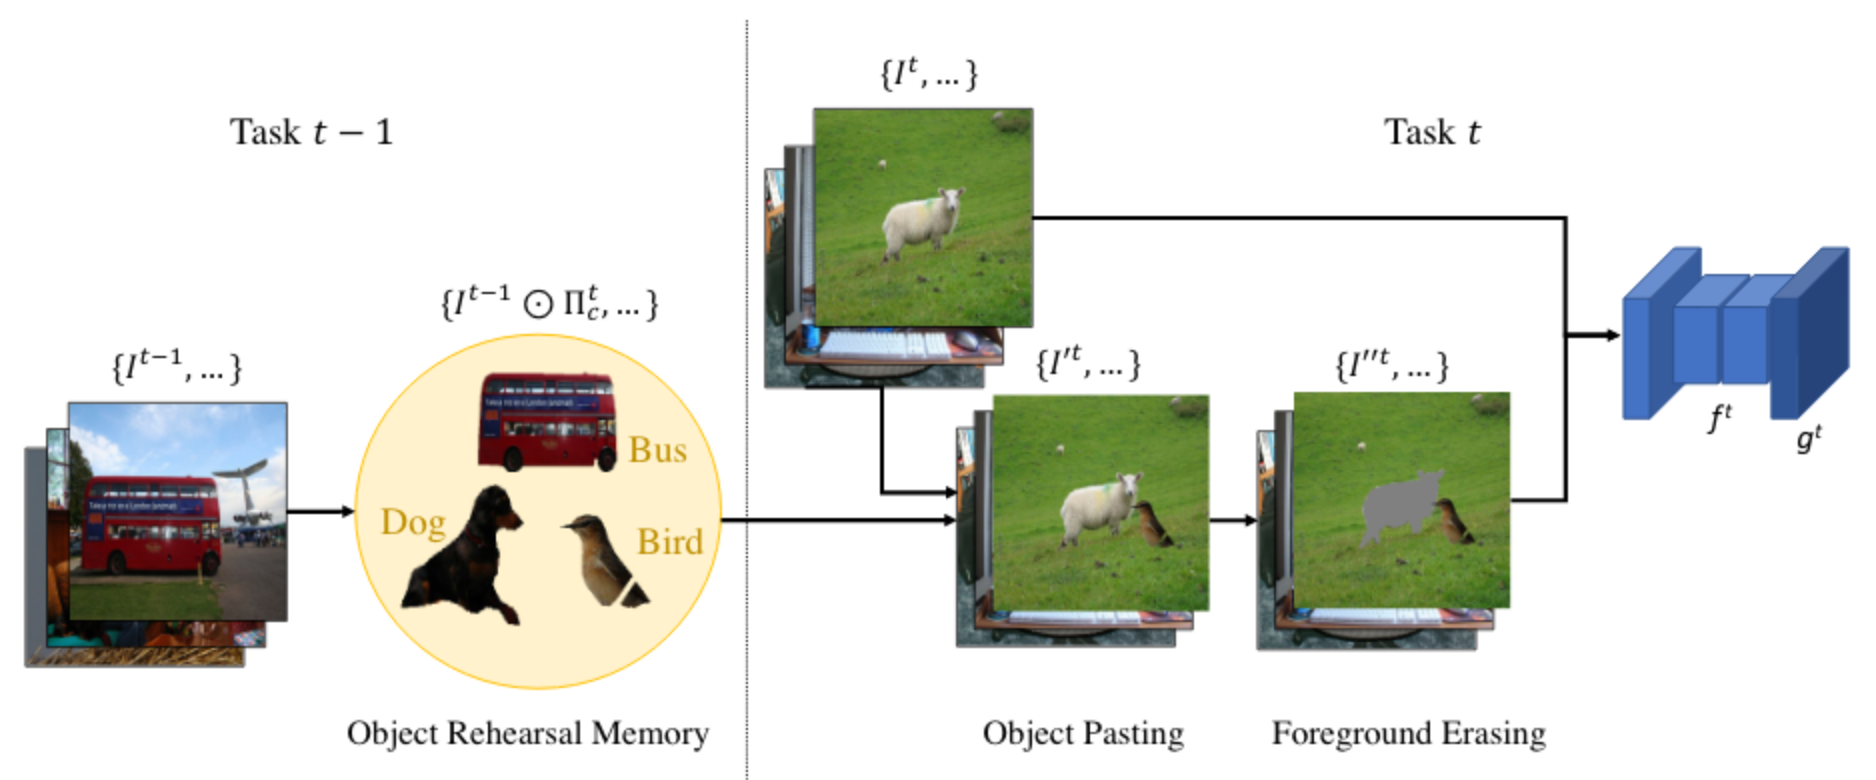 Task t − 1
{I^{t−1}, … }
{I^{t−1} ⊙ Π_c^t, … }
Bus
Dog
Bird
Object Rehearsal Memory
{I^t, … }
Task t
{I′^t, … }
{I′′^t, … }
f^t
g^t
Object Pasting
Foreground Erasing